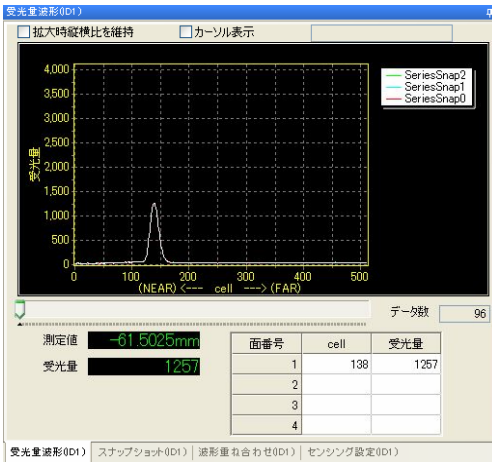 受光量波形(ID1)
拡大時縦横比を維持 カーソル表示
4,000
3,500
3,000
2,500
2,000
1,500
1,000
500
0
受光量
SeriesSnap2
SeriesSnap1
SeriesSnap0
0 100 200 300 400 500
(NEAR) <--- cell ---> (FAR)
データ数 96
測定値 -61.5025mm
受光量 1257
面番号 cell 受光量
1 138 1257
2
3
4
受光量波形(ID1) スナップショット(ID1) 波形重ね合わせ(ID1) センシング設定(ID1)